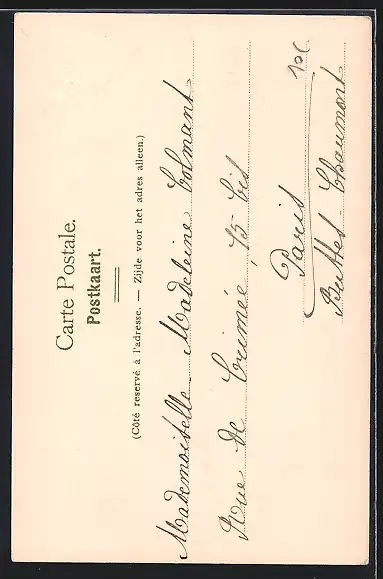 Carte Postale.
Postkaart.
(Côté reservé à l'adresse. — Zijde voor het adres alleen.)
Mademoiselle Madeleine Colmant
Rue de Crimée, 15 bis
Paris
Buttes-Chaumont